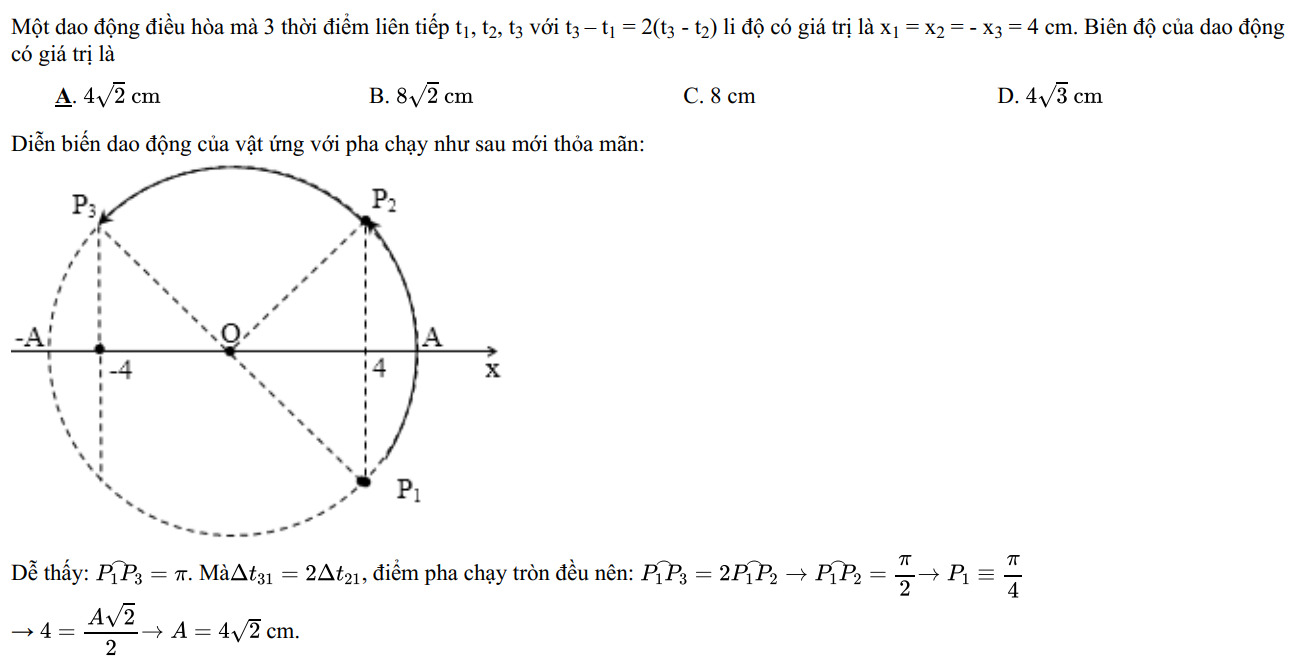 Một dao động điều hòa mà 3 thời điểm liên tiếp t₁, t₂, t₃ với t₃ – t₁ = 2(t₃ - t₂) li độ có giá trị là x₁ = x₂ = - x₃ = 4 cm. Biên độ của dao động
có giá trị là
A. 4√2 cm B. 8√2 cm C. 8 cm D. 4√3 cm
Diễn biến dao động của vật ứng với pha chạy như sau mới thỏa mãn:
P₃ P₂
-A O A
-4 4 x
P₁
Dễ thấy: P₁P₃ = π. Mà Δt₃₁ = 2Δt₂₁, điểm pha chạy tròn đều nên: P₁P₃ = 2P₁P₂ → P₁P₂ = π/2 → P₁ ≡ π/4
→ 4 = A√2/2 → A = 4√2 cm.